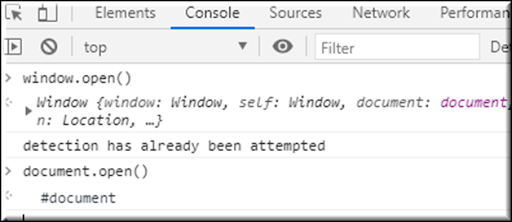 Elements Console Sources Network Performan
top Filter De
> window.open()
Window {window: Window, self: Window, document: document,
n: Location, …}
detection has already been attempted
> document.open()
#document